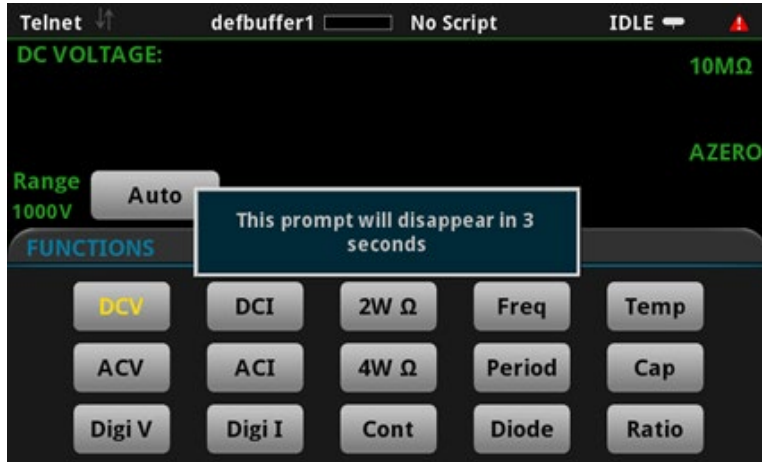 Telnet defbuffer1 No Script IDLE
DC VOLTAGE:
10MΩ
AZERO
Range
1000V
Auto
This prompt will disappear in 3
seconds
FUNCTIONS
DCV DCI 2W Ω Freq Temp
ACV ACI 4W Ω Period Cap
Digi V Digi I Cont Diode Ratio